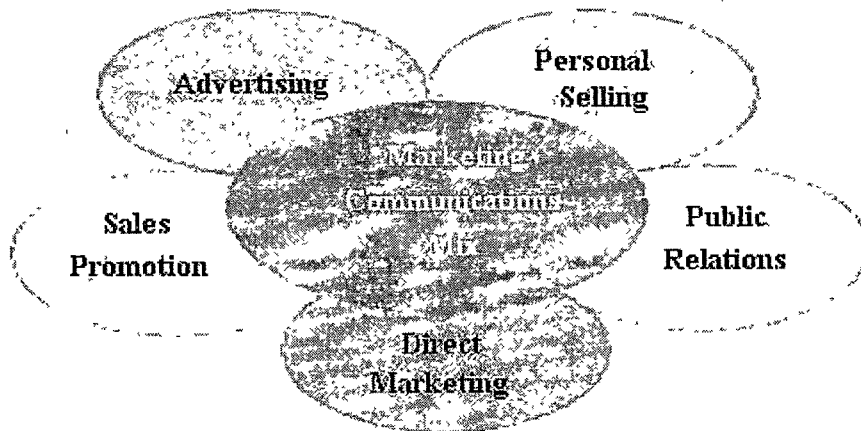 Advertising
Personal
Selling
Marketing
Communications
Mix
Sales
Promotion
Public
Relations
Direct
Marketing